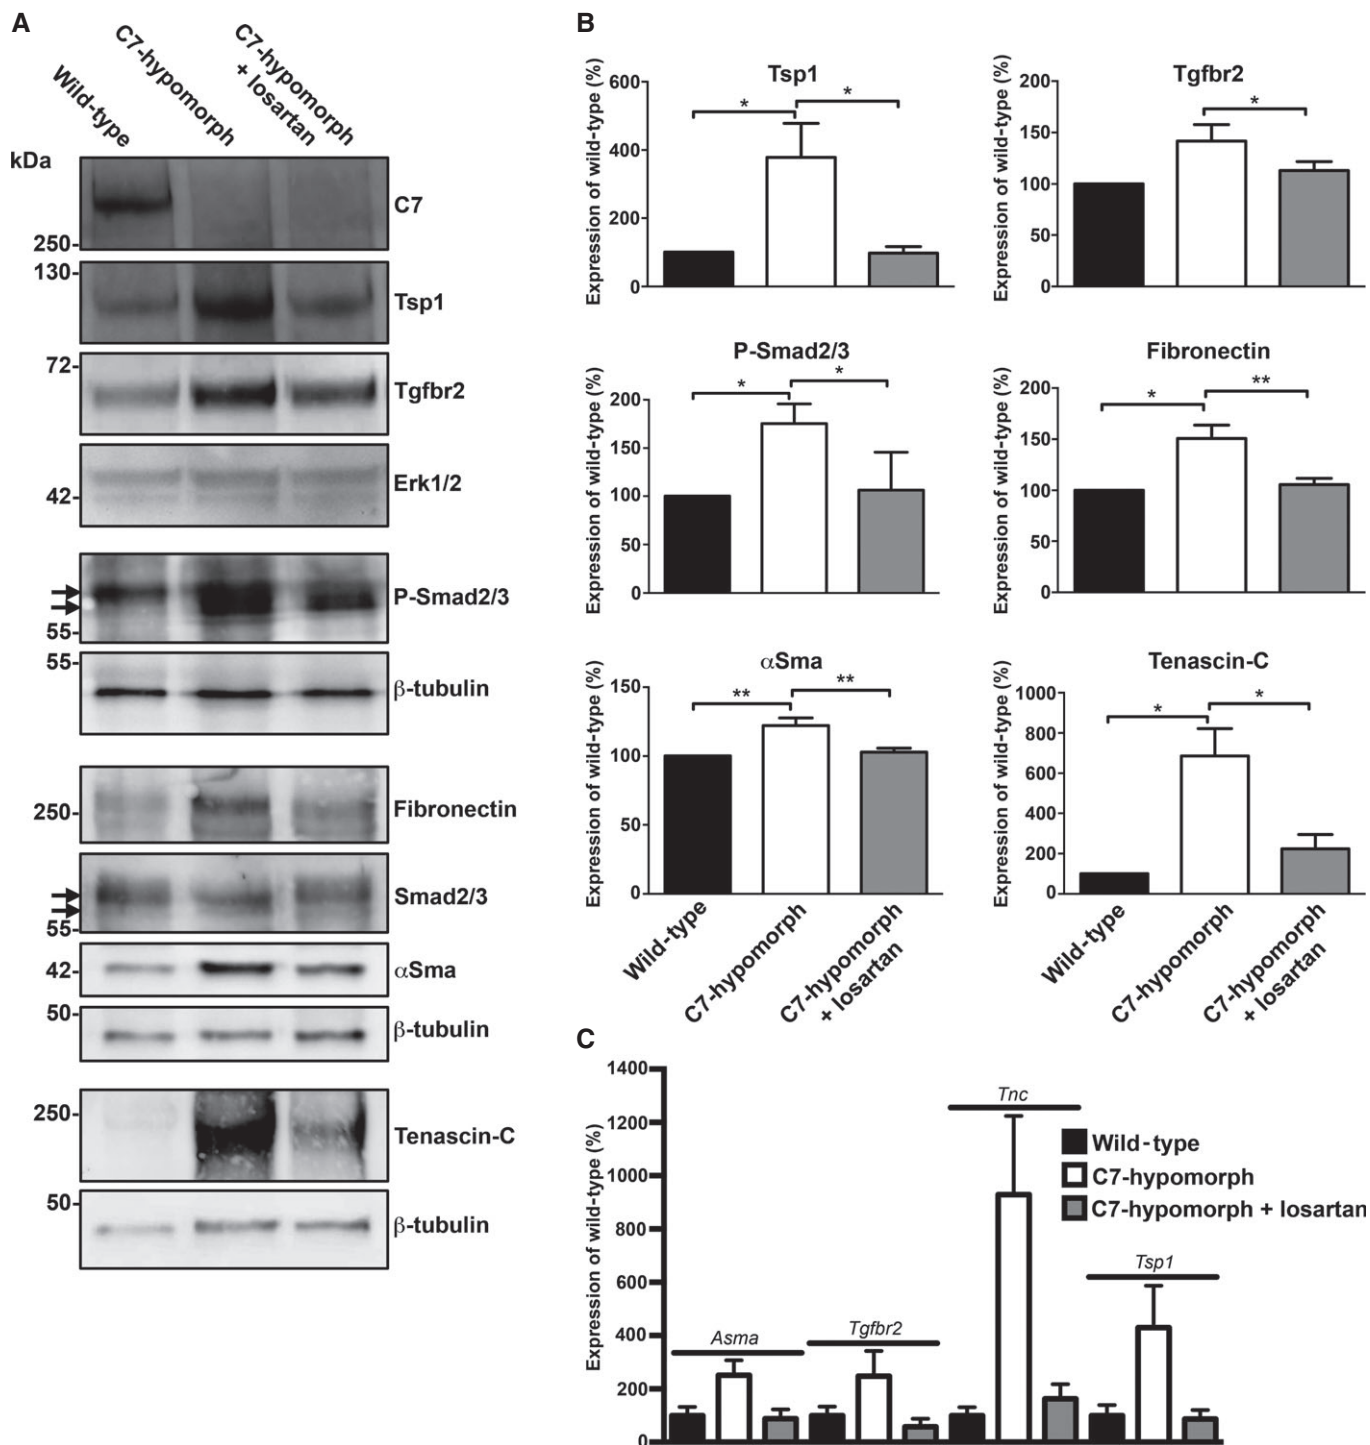 A
Wild-type
C7-hypomorph
C7-hypomorph
+ losartan
kDa
C7
250-
130-
Tsp1
72-
Tgfbr2
Erk1/2
42-
P-Smad2/3
55-
55-
β-tubulin
Fibronectin
250-
Smad2/3
55-
42-
αSma
50-
β-tubulin
250-
Tenascin-C
50-
β-tubulin
B
Tsp1
Expression of wild-type (%)
600
400
200
0
*
*
Tgfbr2
Expression of wild-type (%)
200
150
100
50
0
*
P-Smad2/3
Expression of wild-type (%)
200
150
100
50
0
*
*
Fibronectin
Expression of wild-type (%)
200
150
100
50
0
*
**
αSma
Expression of wild-type (%)
150
100
50
0
**
**
Wild-type
C7-hypomorph
C7-hypomorph
+ losartan
Tenascin-C
Expression of wild-type (%)
1000
800
600
400
200
0
*
*
Wild-type
C7-hypomorph
C7-hypomorph
+ losartan
C
Expression of wild-type (%)
1400
1200
1000
800
600
400
200
0
Asma
Tgfbr2
Tnc
Tsp1
Wild-type
C7-hypomorph
C7-hypomorph + losartan